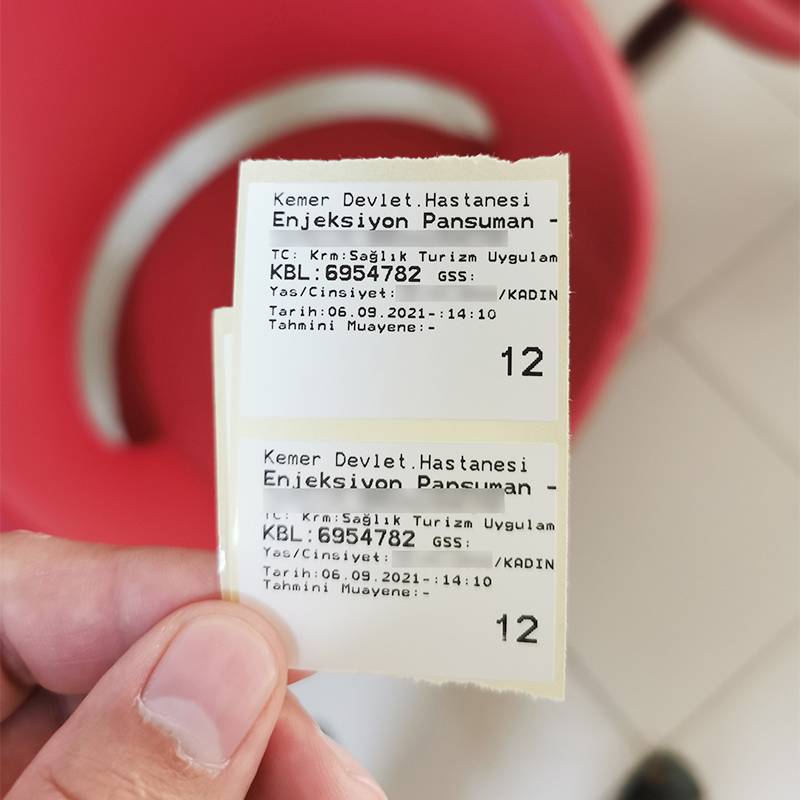 Kemer Devlet.Hastanesi
Enjeksiyon Pansuman -
TC: Krm:Sağlık Turizm Uygulam
KBL:6954782 GSS:
Yas/Cinsiyet: /KADIN
Tarih:06.09.2021-:14:10
Tahmini Muayene:-
12
Kemer Devlet.Hastanesi
Enjeksiyon Pansuman -
TC: Krm:Sağlık Turizm Uygulam
KBL:6954782 GSS:
Yas/Cinsiyet: /KADIN
Tarih:06.09.2021-:14:10
Tahmini Muayene:-
12